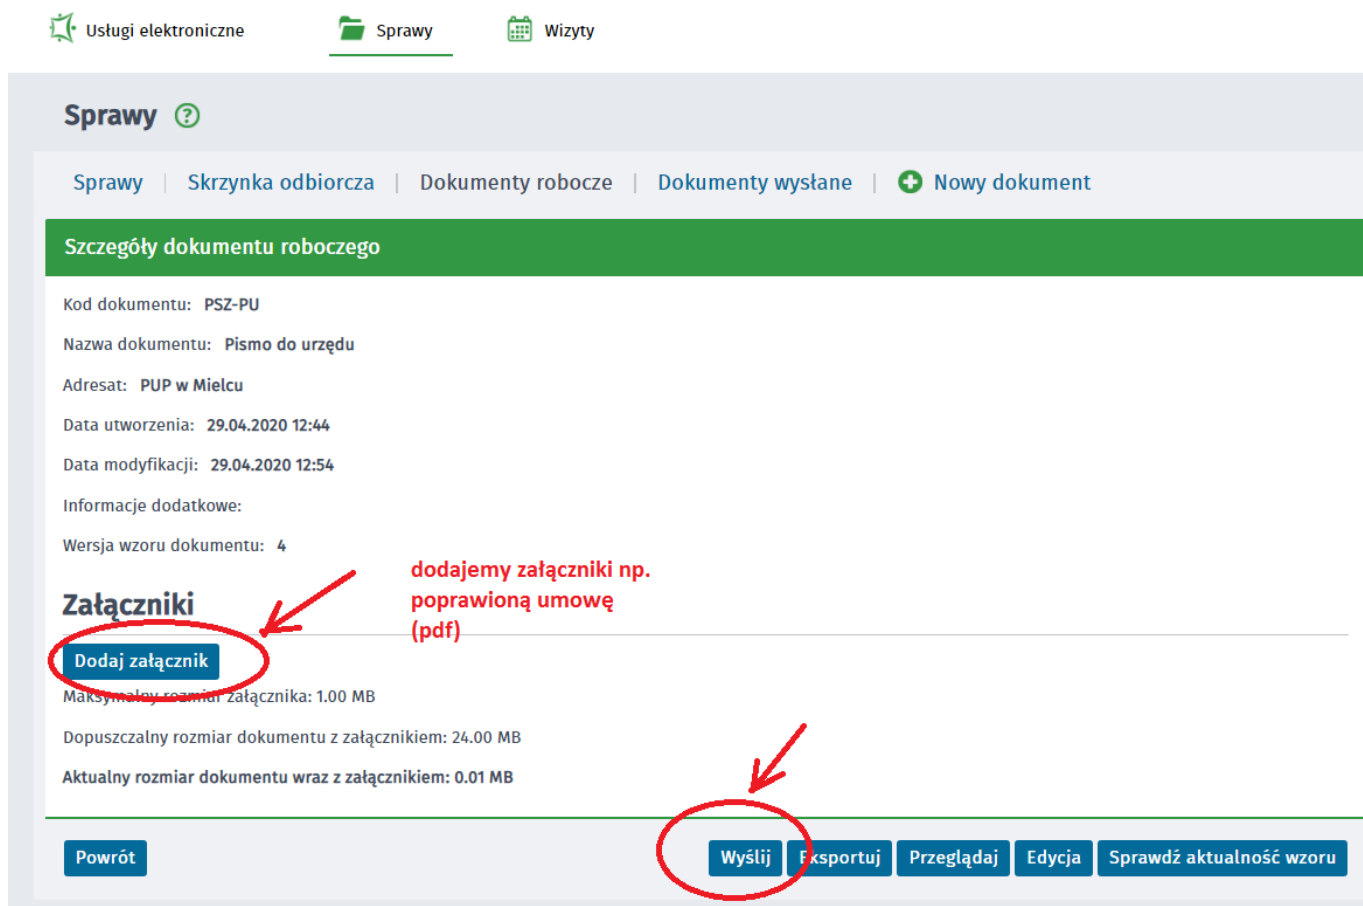 Usługi elektroniczne Sprawy Wizyty
Sprawy ?
Sprawy | Skrzynka odbiorcza | Dokumenty robocze | Dokumenty wysłane | + Nowy dokument
Szczegóły dokumentu roboczego
Kod dokumentu: PSZ-PU
Nazwa dokumentu: Pismo do urzędu
Adresat: PUP w Mielcu
Data utworzenia: 29.04.2020 12:44
Data modyfikacji: 29.04.2020 12:54
Informacje dodatkowe:
Wersja wzoru dokumentu: 4
dodajemy załączniki np.
poprawioną umowę
(pdf)
Załączniki
Dodaj załącznik
Maksymalny rozmiar załącznika: 1.00 MB
Dopuszczalny rozmiar dokumentu z załącznikiem: 24.00 MB
Aktualny rozmiar dokumentu wraz z załącznikiem: 0.01 MB
Powrót Wyślij Eksportuj Przeglądaj Edycja Sprawdź aktualność wzoru